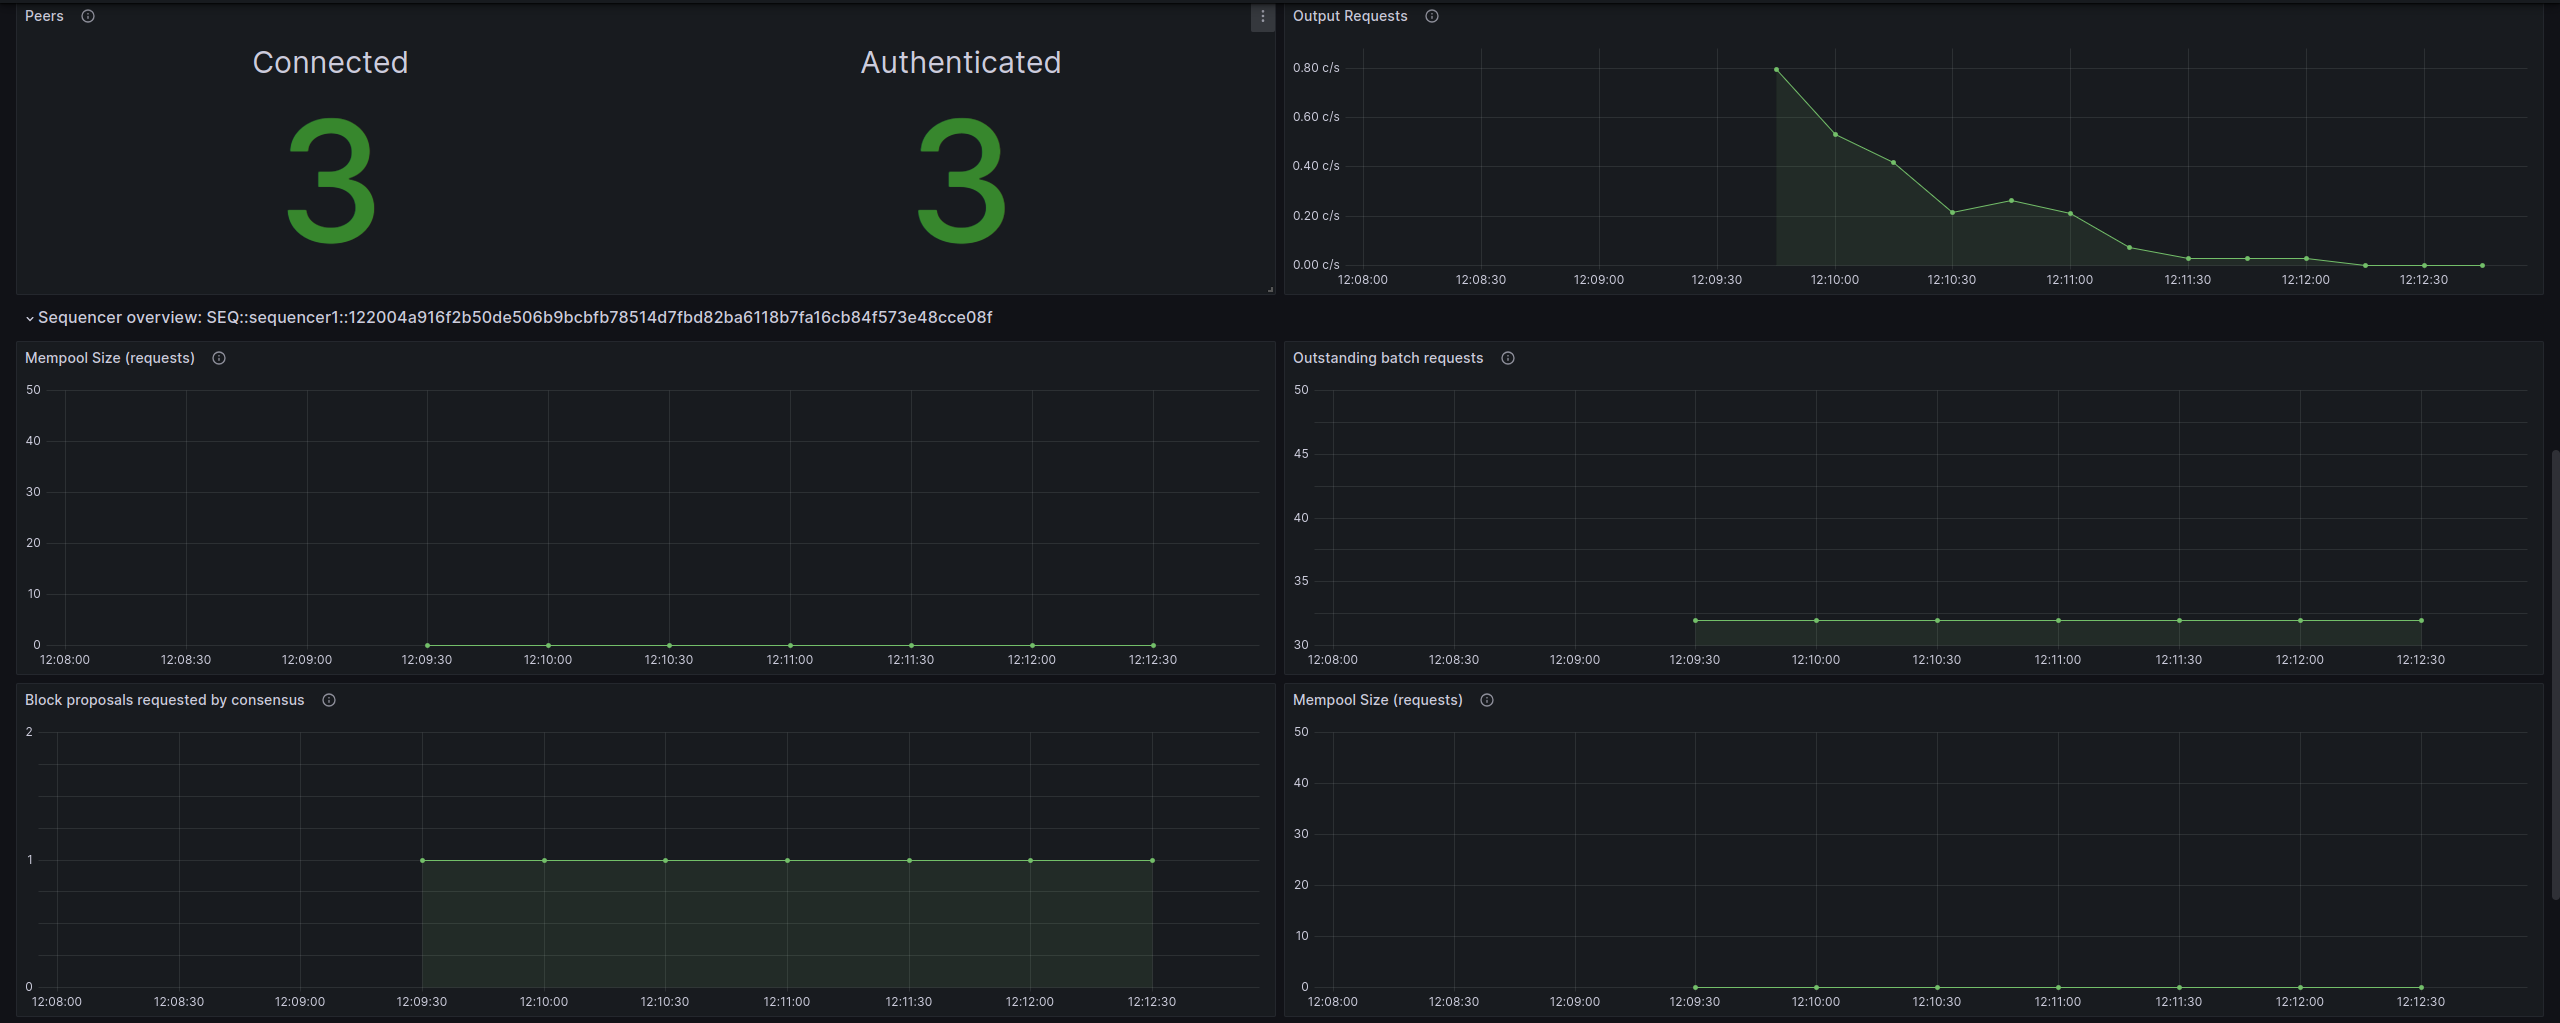 Peers
Connected
3
Authenticated
3
Output Requests
0.80 c/s
0.60 c/s
0.40 c/s
0.20 c/s
0.00 c/s
12:08:00 12:08:30 12:09:00 12:09:30 12:10:00 12:10:30 12:11:00 12:11:30 12:12:00 12:12:30
Sequencer overview: SEQ::sequencer1::122004a916f2b50de506b9bcbfb78514d7fbd82ba6118b7fa16cb84f573e48cce08f
Mempool Size (requests)
50
40
30
20
10
0
12:08:00 12:08:30 12:09:00 12:09:30 12:10:00 12:10:30 12:11:00 12:11:30 12:12:00 12:12:30
Outstanding batch requests
50
45
40
35
30
12:08:00 12:08:30 12:09:00 12:09:30 12:10:00 12:10:30 12:11:00 12:11:30 12:12:00 12:12:30
Block proposals requested by consensus
2
1
0
12:08:00 12:08:30 12:09:00 12:09:30 12:10:00 12:10:30 12:11:00 12:11:30 12:12:00 12:12:30
Mempool Size (requests)
50
40
30
20
10
0
12:08:00 12:08:30 12:09:00 12:09:30 12:10:00 12:10:30 12:11:00 12:11:30 12:12:00 12:12:30